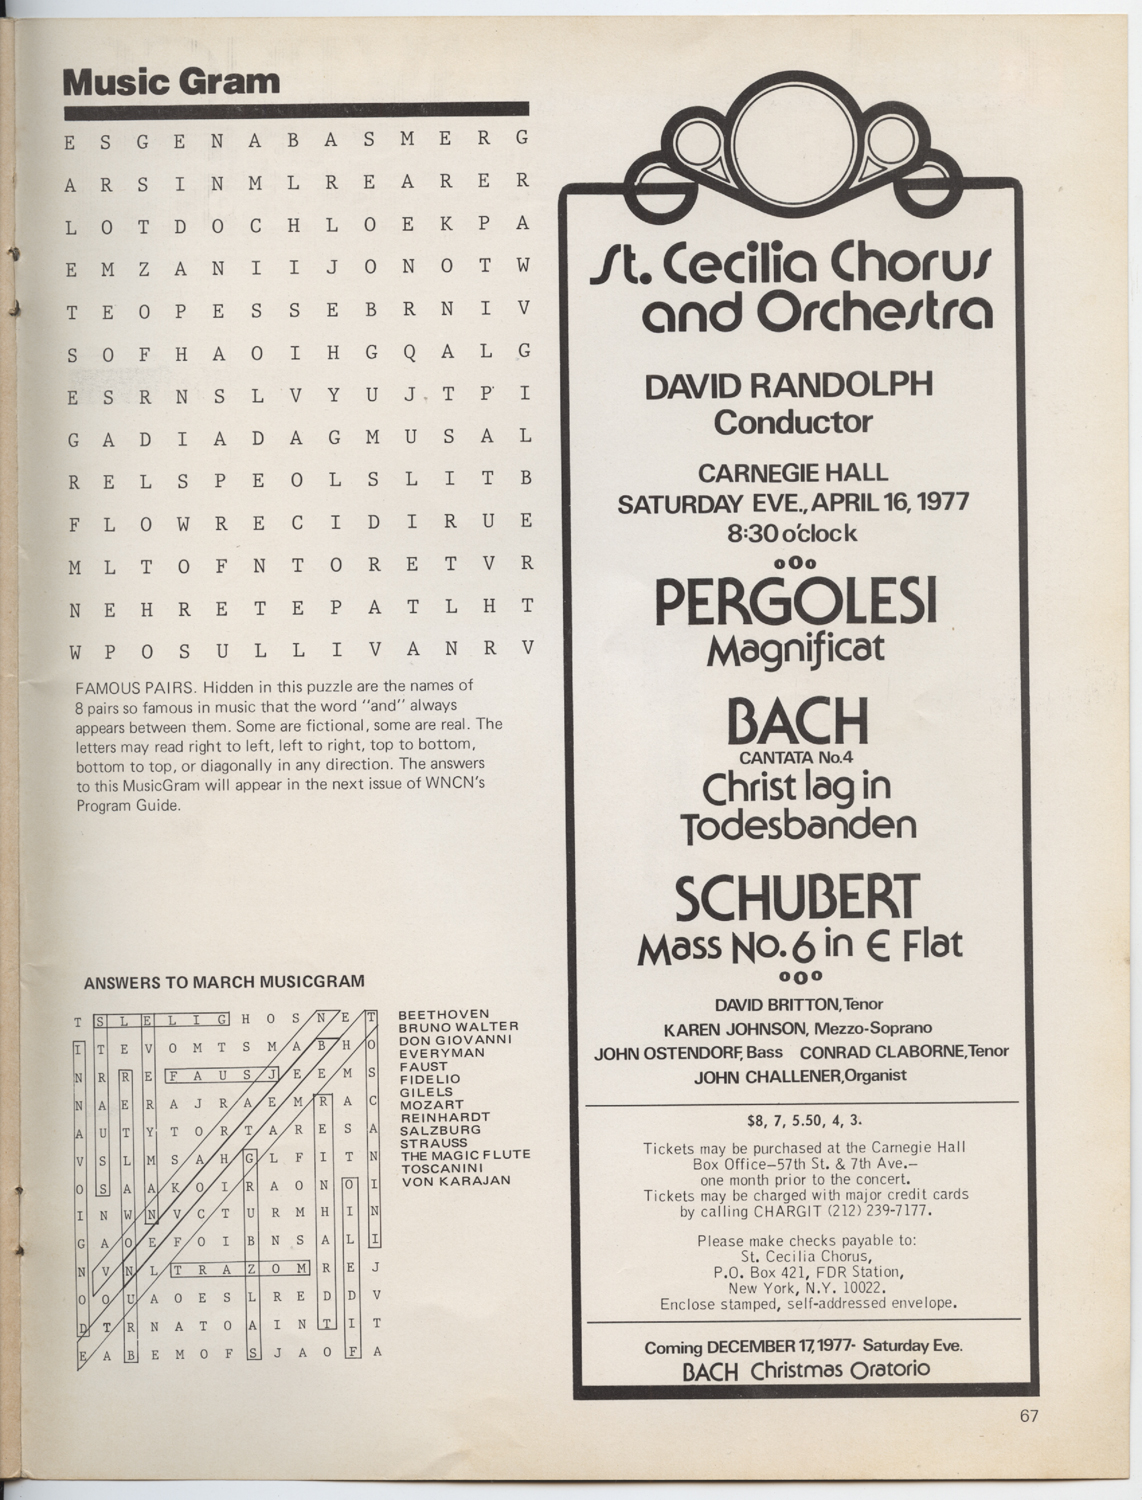 Music Gram
E S G E N A B A S M E R G
A R S I N M L R E A R E R
L O T D O C H L O E K P A
E M Z A N I I J O N O T W
T E O P E S S E B R N I V
S O F H A O I H G Q A L G
E S R N S L V Y U J T P I
G A D I A D A G M U S A L
R E L S P E O L S L I T B
F L O W R E C I D I R U E
M L T O F N T O R E T V R
N E H R E T E P A T L H T
W P O S U L L I V A N R V
FAMOUS PAIRS. Hidden in this puzzle are the names of
8 pairs so famous in music that the word "and" always
appears between them. Some are fictional, some are real. The
letters may read right to left, left to right, top to bottom,
bottom to top, or diagonally in any direction. The answers
to this MusicGram will appear in the next issue of WNCN's
Program Guide.
ANSWERS TO MARCH MUSICGRAM
T S L E L I G H O S N E T
I T E V O M T S M A B H O
N R R E F A U S J E E M S
N A E R A J R A E M R A C
A U T Y T O R T A R E S A
V S L M S A H G L F I T N
O S A A K O I R A O N O I
I N W N V C T U R M H I N
G A O E F O I B N S A L I
N V N L T R A Z O M R E J
O O U A O E S L R E D D V
D T R N A T O A I N T I T
E A B E M O F S J A O F A
BEETHOVEN
BRUNO WALTER
DON GIOVANNI
EVERYMAN
FAUST
FIDELIO
GILELS
MOZART
REINHARDT
SALZBURG
STRAUSS
THE MAGIC FLUTE
TOSCANINI
VON KARAJAN
St. Cecilia Chorus
and Orchestra
DAVID RANDOLPH
Conductor
CARNEGIE HALL
SATURDAY EVE., APRIL 16, 1977
8:30 o'clock
PERGOLESI
Magnificat
BACH
CANTATA No.4
Christ lag in
Todesbanden
SCHUBERT
Mass No. 6 in E Flat
DAVID BRITTON, Tenor
KAREN JOHNSON, Mezzo-Soprano
JOHN OSTENDORF, Bass CONRAD CLABORNE, Tenor
JOHN CHALLENER, Organist
$8, 7, 5.50, 4, 3.
Tickets may be purchased at the Carnegie Hall
Box Office–57th St. & 7th Ave.–
one month prior to the concert.
Tickets may be charged with major credit cards
by calling CHARGIT (212) 239-7177.
Please make checks payable to:
St. Cecilia Chorus,
P.O. Box 421, FDR Station,
New York, N.Y. 10022.
Enclose stamped, self-addressed envelope.
Coming DECEMBER 17, 1977- Saturday Eve.
BACH Christmas Oratorio
67